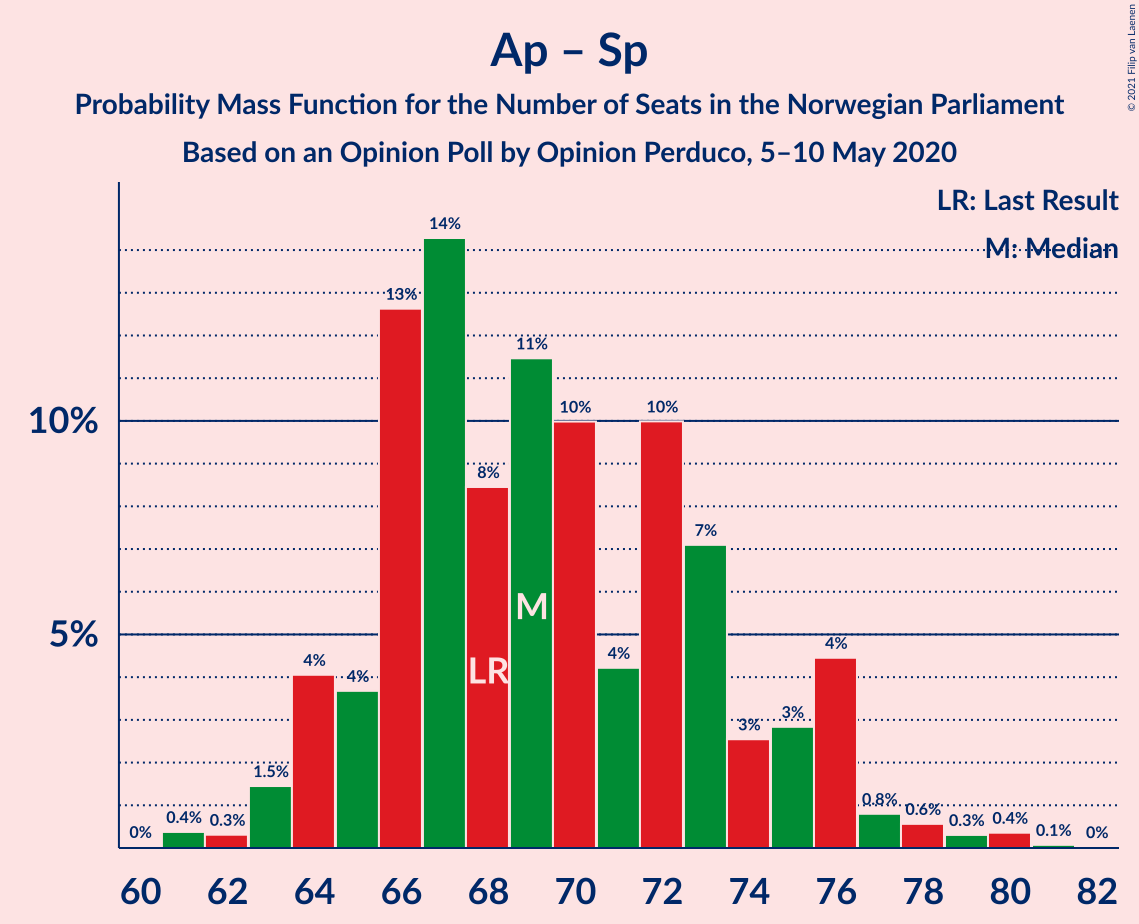 Ap – Sp
Probability Mass Function for the Number of Seats in the Norwegian Parliament
Based on an Opinion Poll by Opinion Perduco, 5–10 May 2020
© 2021 Filip van Laenen
LR: Last Result
M: Median
10%
5%
0%
0.4%
0.3%
1.5%
4%
4%
13%
14%
8%
11%
10%
4%
10%
7%
3%
3%
4%
0.8%
0.6%
0.3%
0.4%
0.1%
0%
LR
M
60 62 64 66 68 70 72 74 76 78 80 82